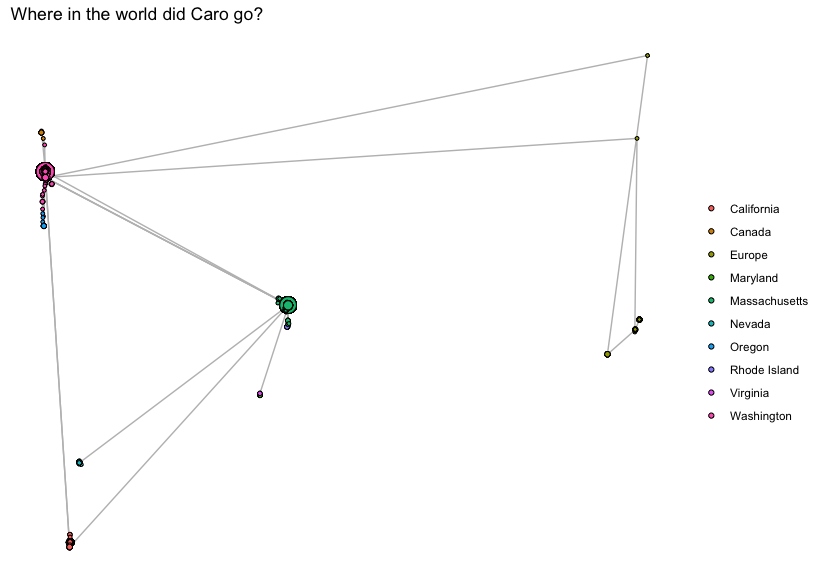 Where in the world did Caro go?
California
Canada
Europe
Maryland
Massachusetts
Nevada
Oregon
Rhode Island
Virginia
Washington